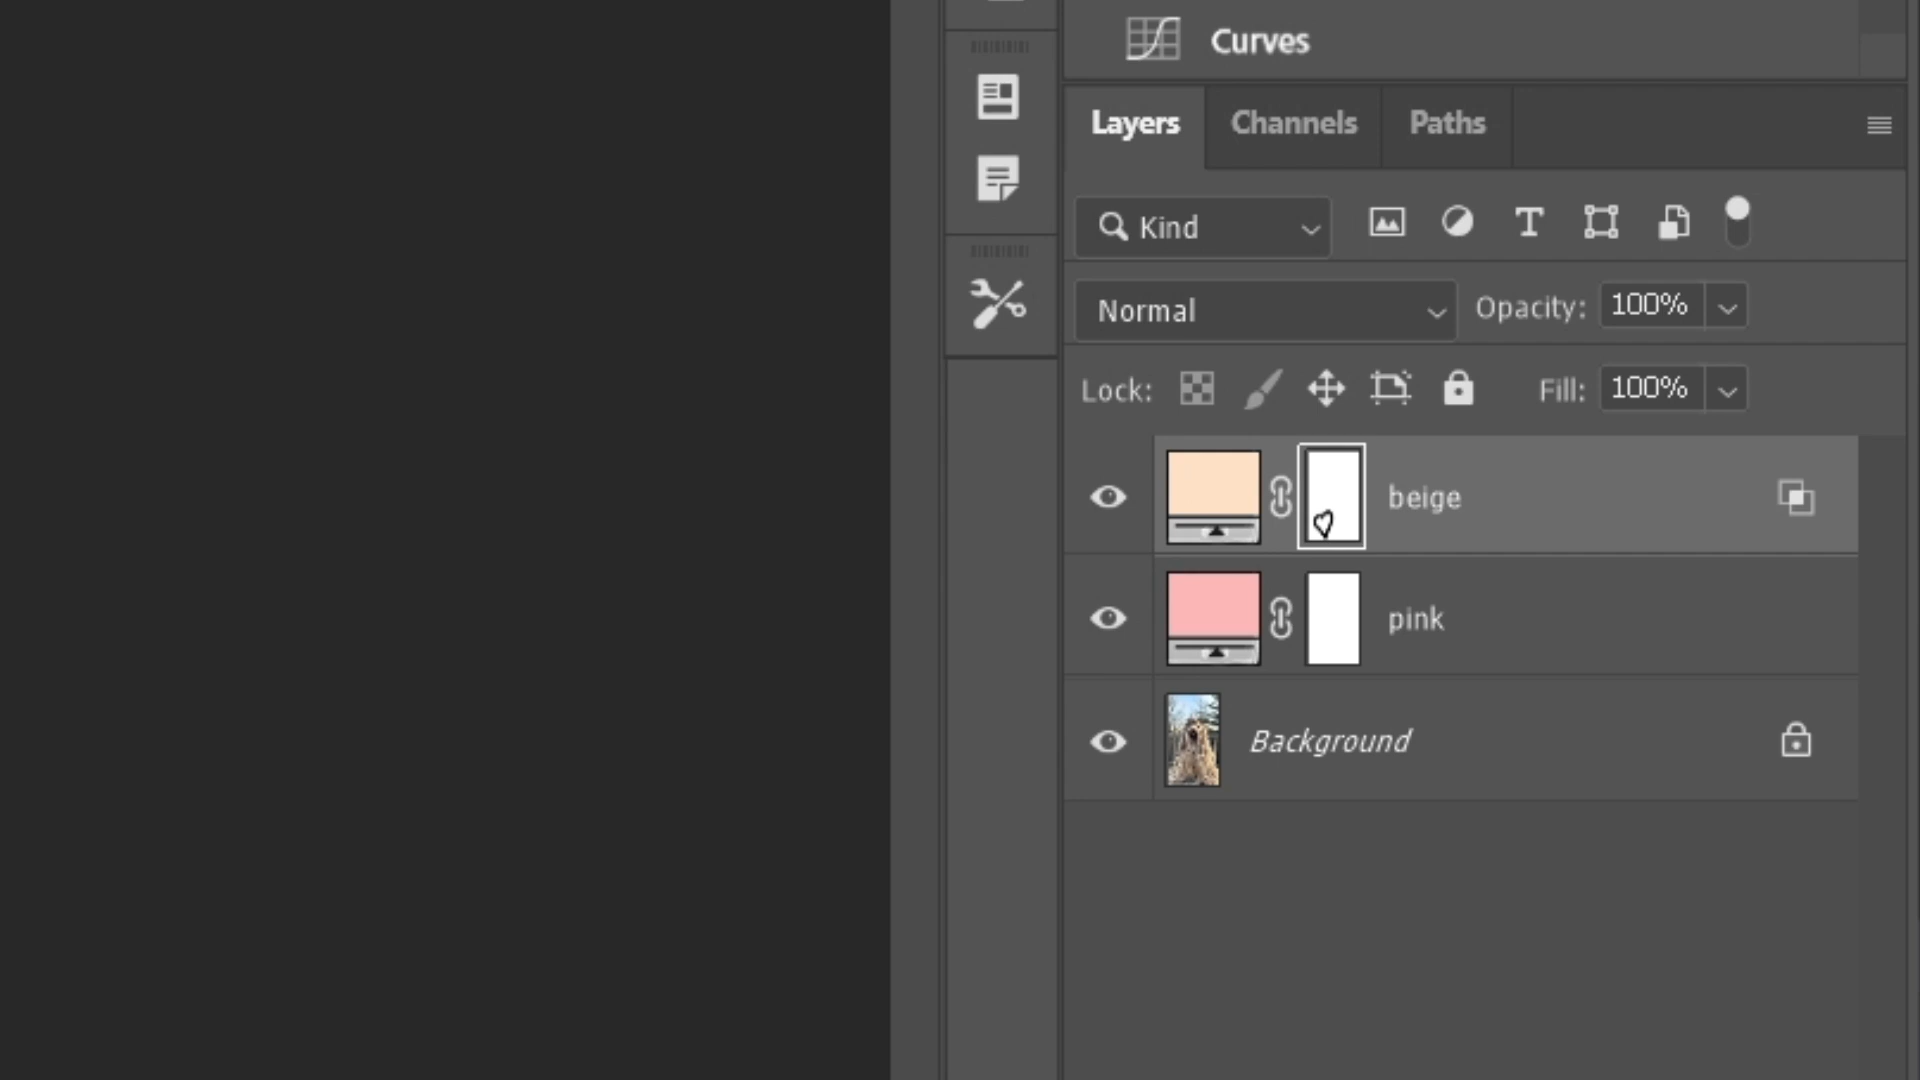 Curves
Layers Channels Paths
Kind
Normal Opacity: 100%
Lock: Fill: 100%
beige
pink
Background